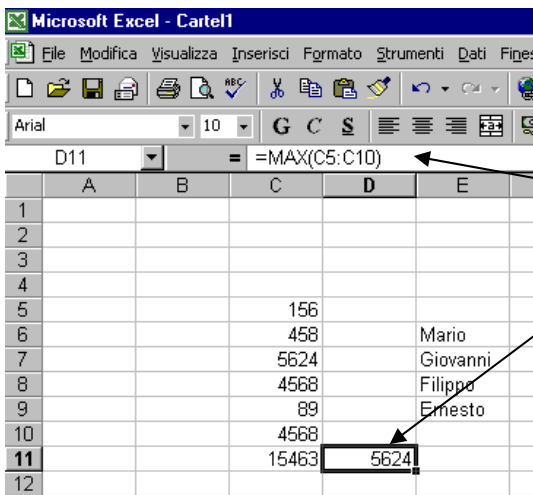 Microsoft Excel - Cartel1
File Modifica Visualizza Inserisci Formato Strumenti Dati Fines
ABC
Arial 10 G C S
D11 = =MAX(C5:C10)
A B C D E
1
2
3
4
5 156
6 458 Mario
7 5624 Giovanni
8 4568 Filippo
9 89 Ernesto
10 4568
11 15463 5624
12